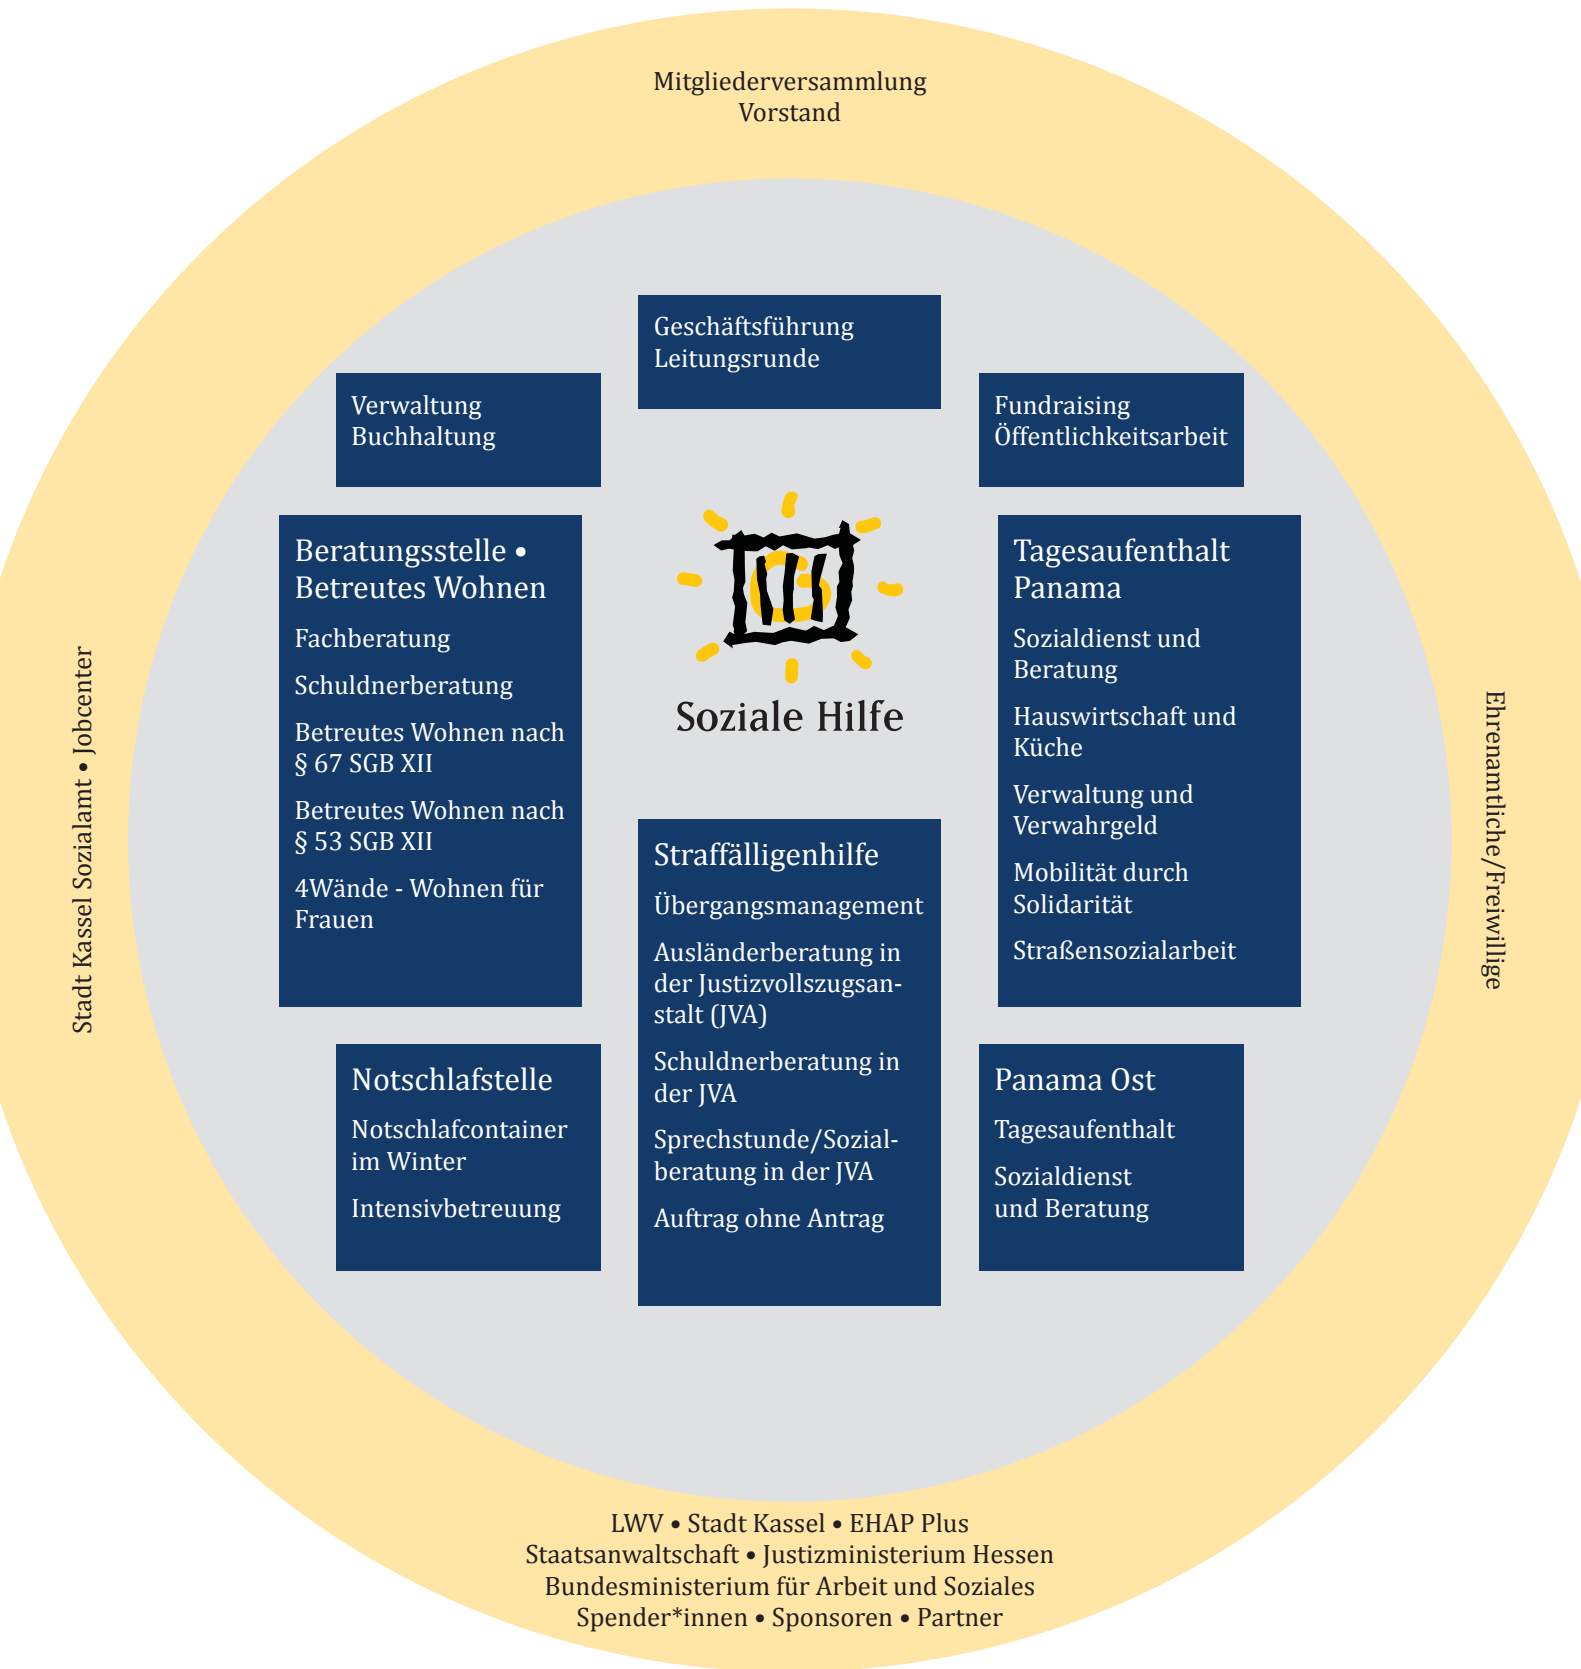 Mitgliederversammlung
Vorstand
Geschäftsführung
Leitungsrunde
Verwaltung
Buchhaltung
Fundraising
Öffentlichkeitsarbeit
Beratungsstelle •
Betreutes Wohnen
Fachberatung
Schuldnerberatung
Betreutes Wohnen nach
§ 67 SGB XII
Betreutes Wohnen nach
§ 53 SGB XII
4Wände - Wohnen für
Frauen
Soziale Hilfe
Tagesaufenthalt
Panama
Sozialdienst und
Beratung
Hauswirtschaft und
Küche
Verwaltung und
Verwahrgeld
Mobilität durch
Solidarität
Straßensozialarbeit
Straffälligenhilfe
Übergangsmanagement
Ausländerberatung in
der Justizvollszugsan-
stalt (JVA)
Schuldnerberatung in
der JVA
Sprechstunde/Sozial-
beratung in der JVA
Auftrag ohne Antrag
Notschlafstelle
Notschlafcontainer
im Winter
Intensivbetreuung
Panama Ost
Tagesaufenthalt
Sozialdienst
und Beratung
Stadt Kassel Sozialamt • Jobcenter
Ehrenamtliche/Freiwillige
LWV • Stadt Kassel • EHAP Plus
Staatsanwaltschaft • Justizministerium Hessen
Bundesministerium für Arbeit und Soziales
Spender*innen • Sponsoren • Partner